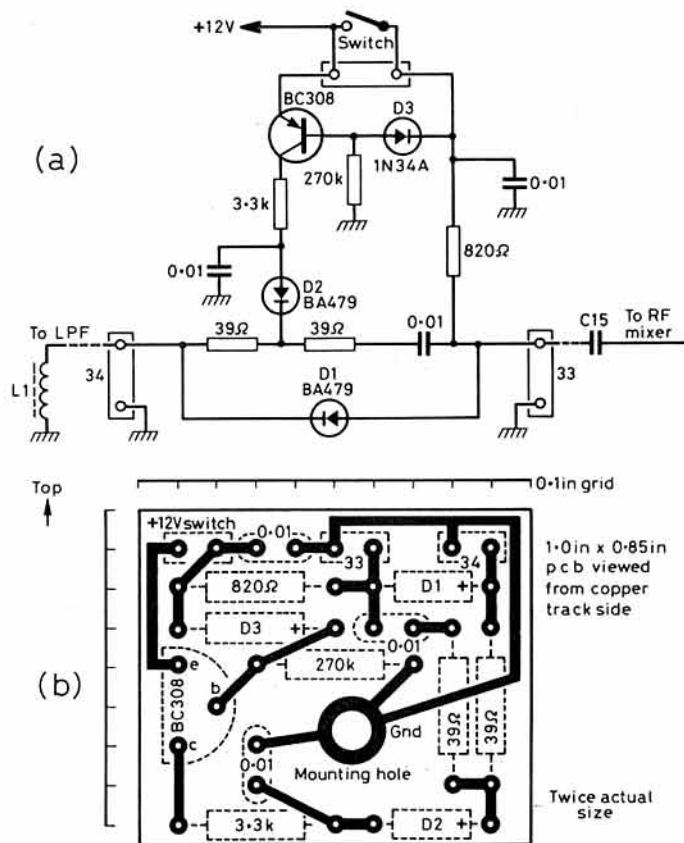 (a)
+12V
Switch
BC308
D3
1N34A
270k
0·01
3·3k
0·01
820Ω
D2
BA479
To LPF
39Ω
39Ω
0·01
C15
To RF
mixer
L1
34
D1
BA479
33
Top
0·1in grid
+12V switch
0·01
33
34
1·0in x 0·85in
pcb viewed
from copper
track side
820Ω
D1 +
D3 +
0·01
(b)
e
270k
BC308
b
39Ω
39Ω
Gnd
c
0·01
Mounting hole
Twice actual
size
3·3k
D2 +